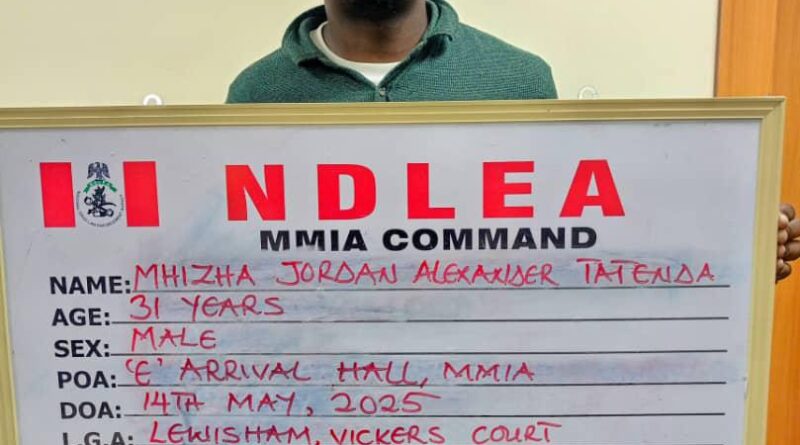 NDLEA
MMIA COMMAND
NAME: MHIZHA JORDAN ALEXANDER TATENDA
AGE: 31 YEARS
SEX: MALE
POA: 'E' ARRIVAL HALL, MMIA
DOA: 14TH MAY, 2025
L.G.A: LEWISHAM, VICKERS COURT